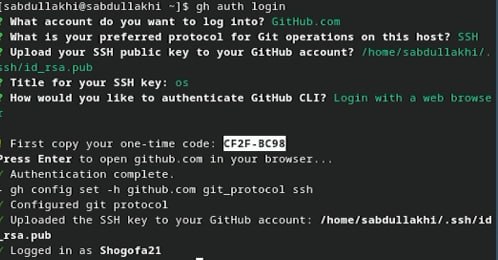 [sabdullakhi@sabdullakhi ~]$ gh auth login
? What account do you want to log into? GitHub.com
? What is your preferred protocol for Git operations on this host? SSH
? Upload your SSH public key to your GitHub account? /home/sabdullakhi/.
ssh/id_rsa.pub
? Title for your SSH key: os
? How would you like to authenticate GitHub CLI? Login with a web browse
r
! First copy your one-time code: CF2F-BC98
Press Enter to open github.com in your browser...
✓ Authentication complete.
- gh config set -h github.com git_protocol ssh
✓ Configured git protocol
✓ Uploaded the SSH key to your GitHub account: /home/sabdullakhi/.ssh/id
_rsa.pub
✓ Logged in as Shogofa21